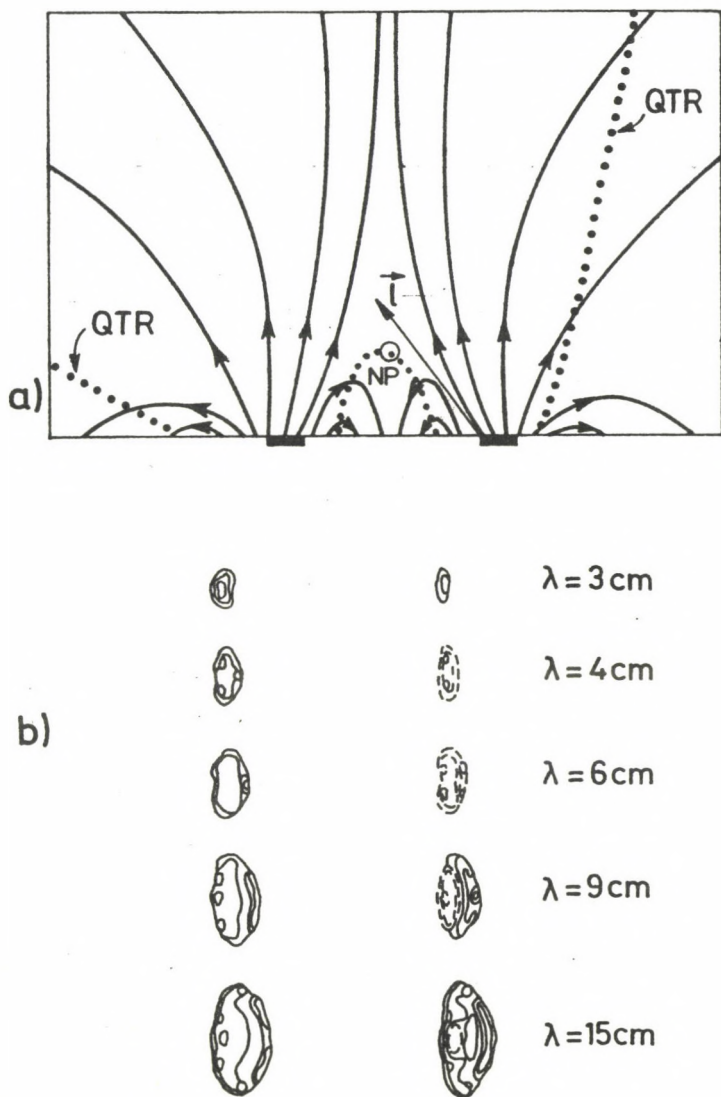 QTR
QTR
l
NP
a)
b)
λ = 3 cm
λ = 4 cm
λ = 6 cm
λ = 9 cm
λ = 15 cm